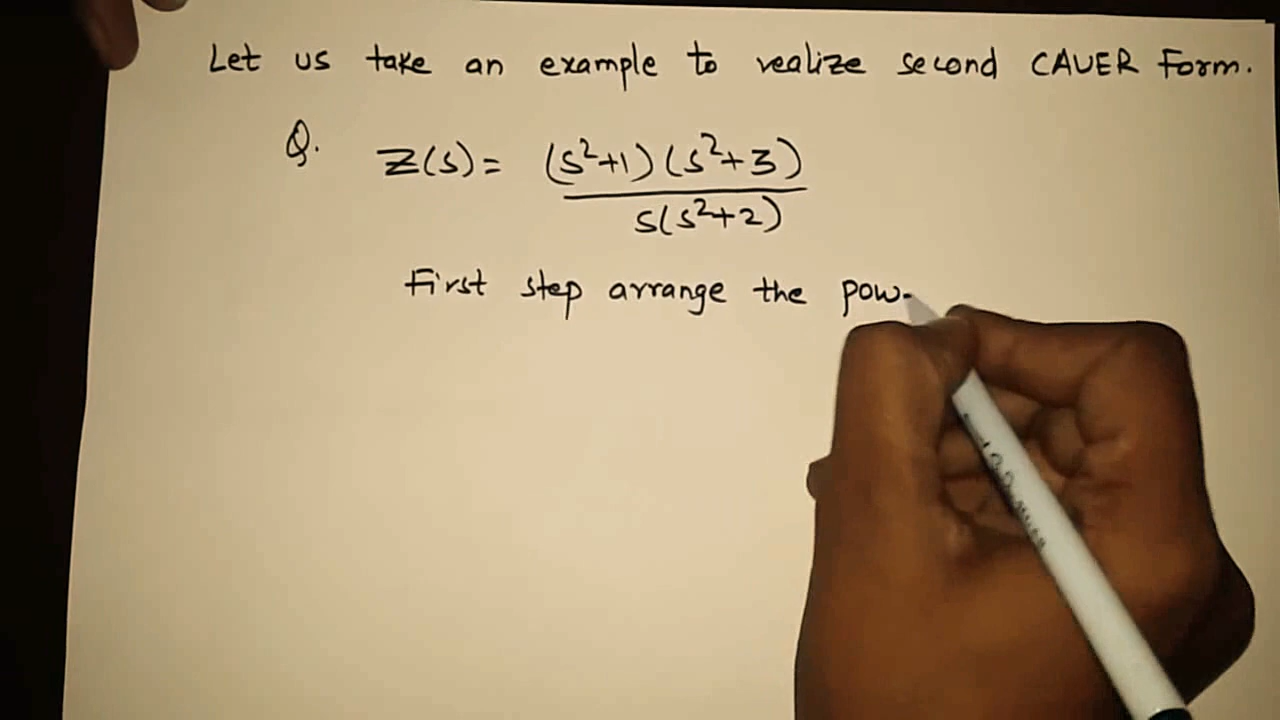 Let us take an example to realize second CAUER Form.
Q. Z(s) = (s²+1)(s²+3)
s(s²+2)
First step arrange the pow